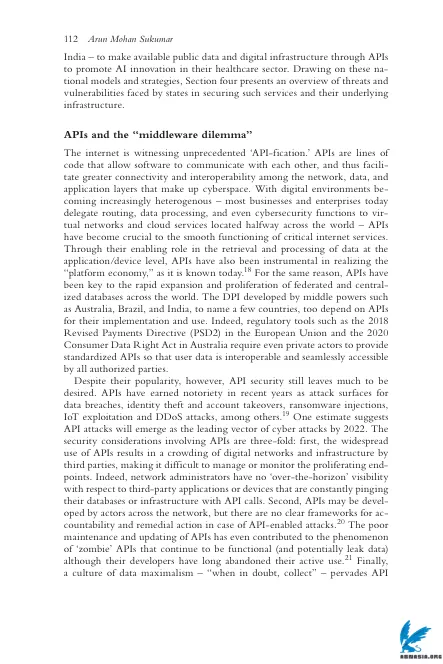 112 Arun Mohan Sukumar
India – to make available public data and digital infrastructure through APIs
to promote AI innovation in their healthcare sector. Drawing on these na-
tional models and strategies, Section four presents an overview of threats and
vulnerabilities faced by states in securing such services and their underlying
infrastructure.
APIs and the “middleware dilemma”
The internet is witnessing unprecedented ‘API-fication.’ APIs are lines of
code that allow software to communicate with each other, and thus facili-
tate greater connectivity and interoperability among the network, data, and
application layers that make up cyberspace. With digital environments be-
coming increasingly heterogenous – most businesses and enterprises today
delegate routing, data processing, and even cybersecurity functions to vir-
tual networks and cloud services located halfway across the world – APIs
have become crucial to the smooth functioning of critical internet services.
Through their enabling role in the retrieval and processing of data at the
application/device level, APIs have also been instrumental in realizing the
“platform economy,” as it is known today.18 For the same reason, APIs have
been key to the rapid expansion and proliferation of federated and central-
ized databases across the world. The DPI developed by middle powers such
as Australia, Brazil, and India, to name a few countries, too depend on APIs
for their implementation and use. Indeed, regulatory tools such as the 2018
Revised Payments Directive (PSD2) in the European Union and the 2020
Consumer Data Right Act in Australia require even private actors to provide
standardized APIs so that user data is interoperable and seamlessly accessible
by all authorized parties.
Despite their popularity, however, API security still leaves much to be
desired. APIs have earned notoriety in recent years as attack surfaces for
data breaches, identity theft and account takeovers, ransomware injections,
IoT exploitation and DDoS attacks, among others.19 One estimate suggests
API attacks will emerge as the leading vector of cyber attacks by 2022. The
security considerations involving APIs are three-fold: first, the widespread
use of APIs results in a crowding of digital networks and infrastructure by
third parties, making it difficult to manage or monitor the proliferating end-
points. Indeed, network administrators have no ‘over-the-horizon’ visibility
with respect to third-party applications or devices that are constantly pinging
their databases or infrastructure with API calls. Second, APIs may be devel-
oped by actors across the network, but there are no clear frameworks for ac-
countability and remedial action in case of API-enabled attacks.20 The poor
maintenance and updating of APIs has even contributed to the phenomenon
of ‘zombie’ APIs that continue to be functional (and potentially leak data)
although their developers have long abandoned their active use.21 Finally,
a culture of data maximalism – “when in doubt, collect” – pervades API